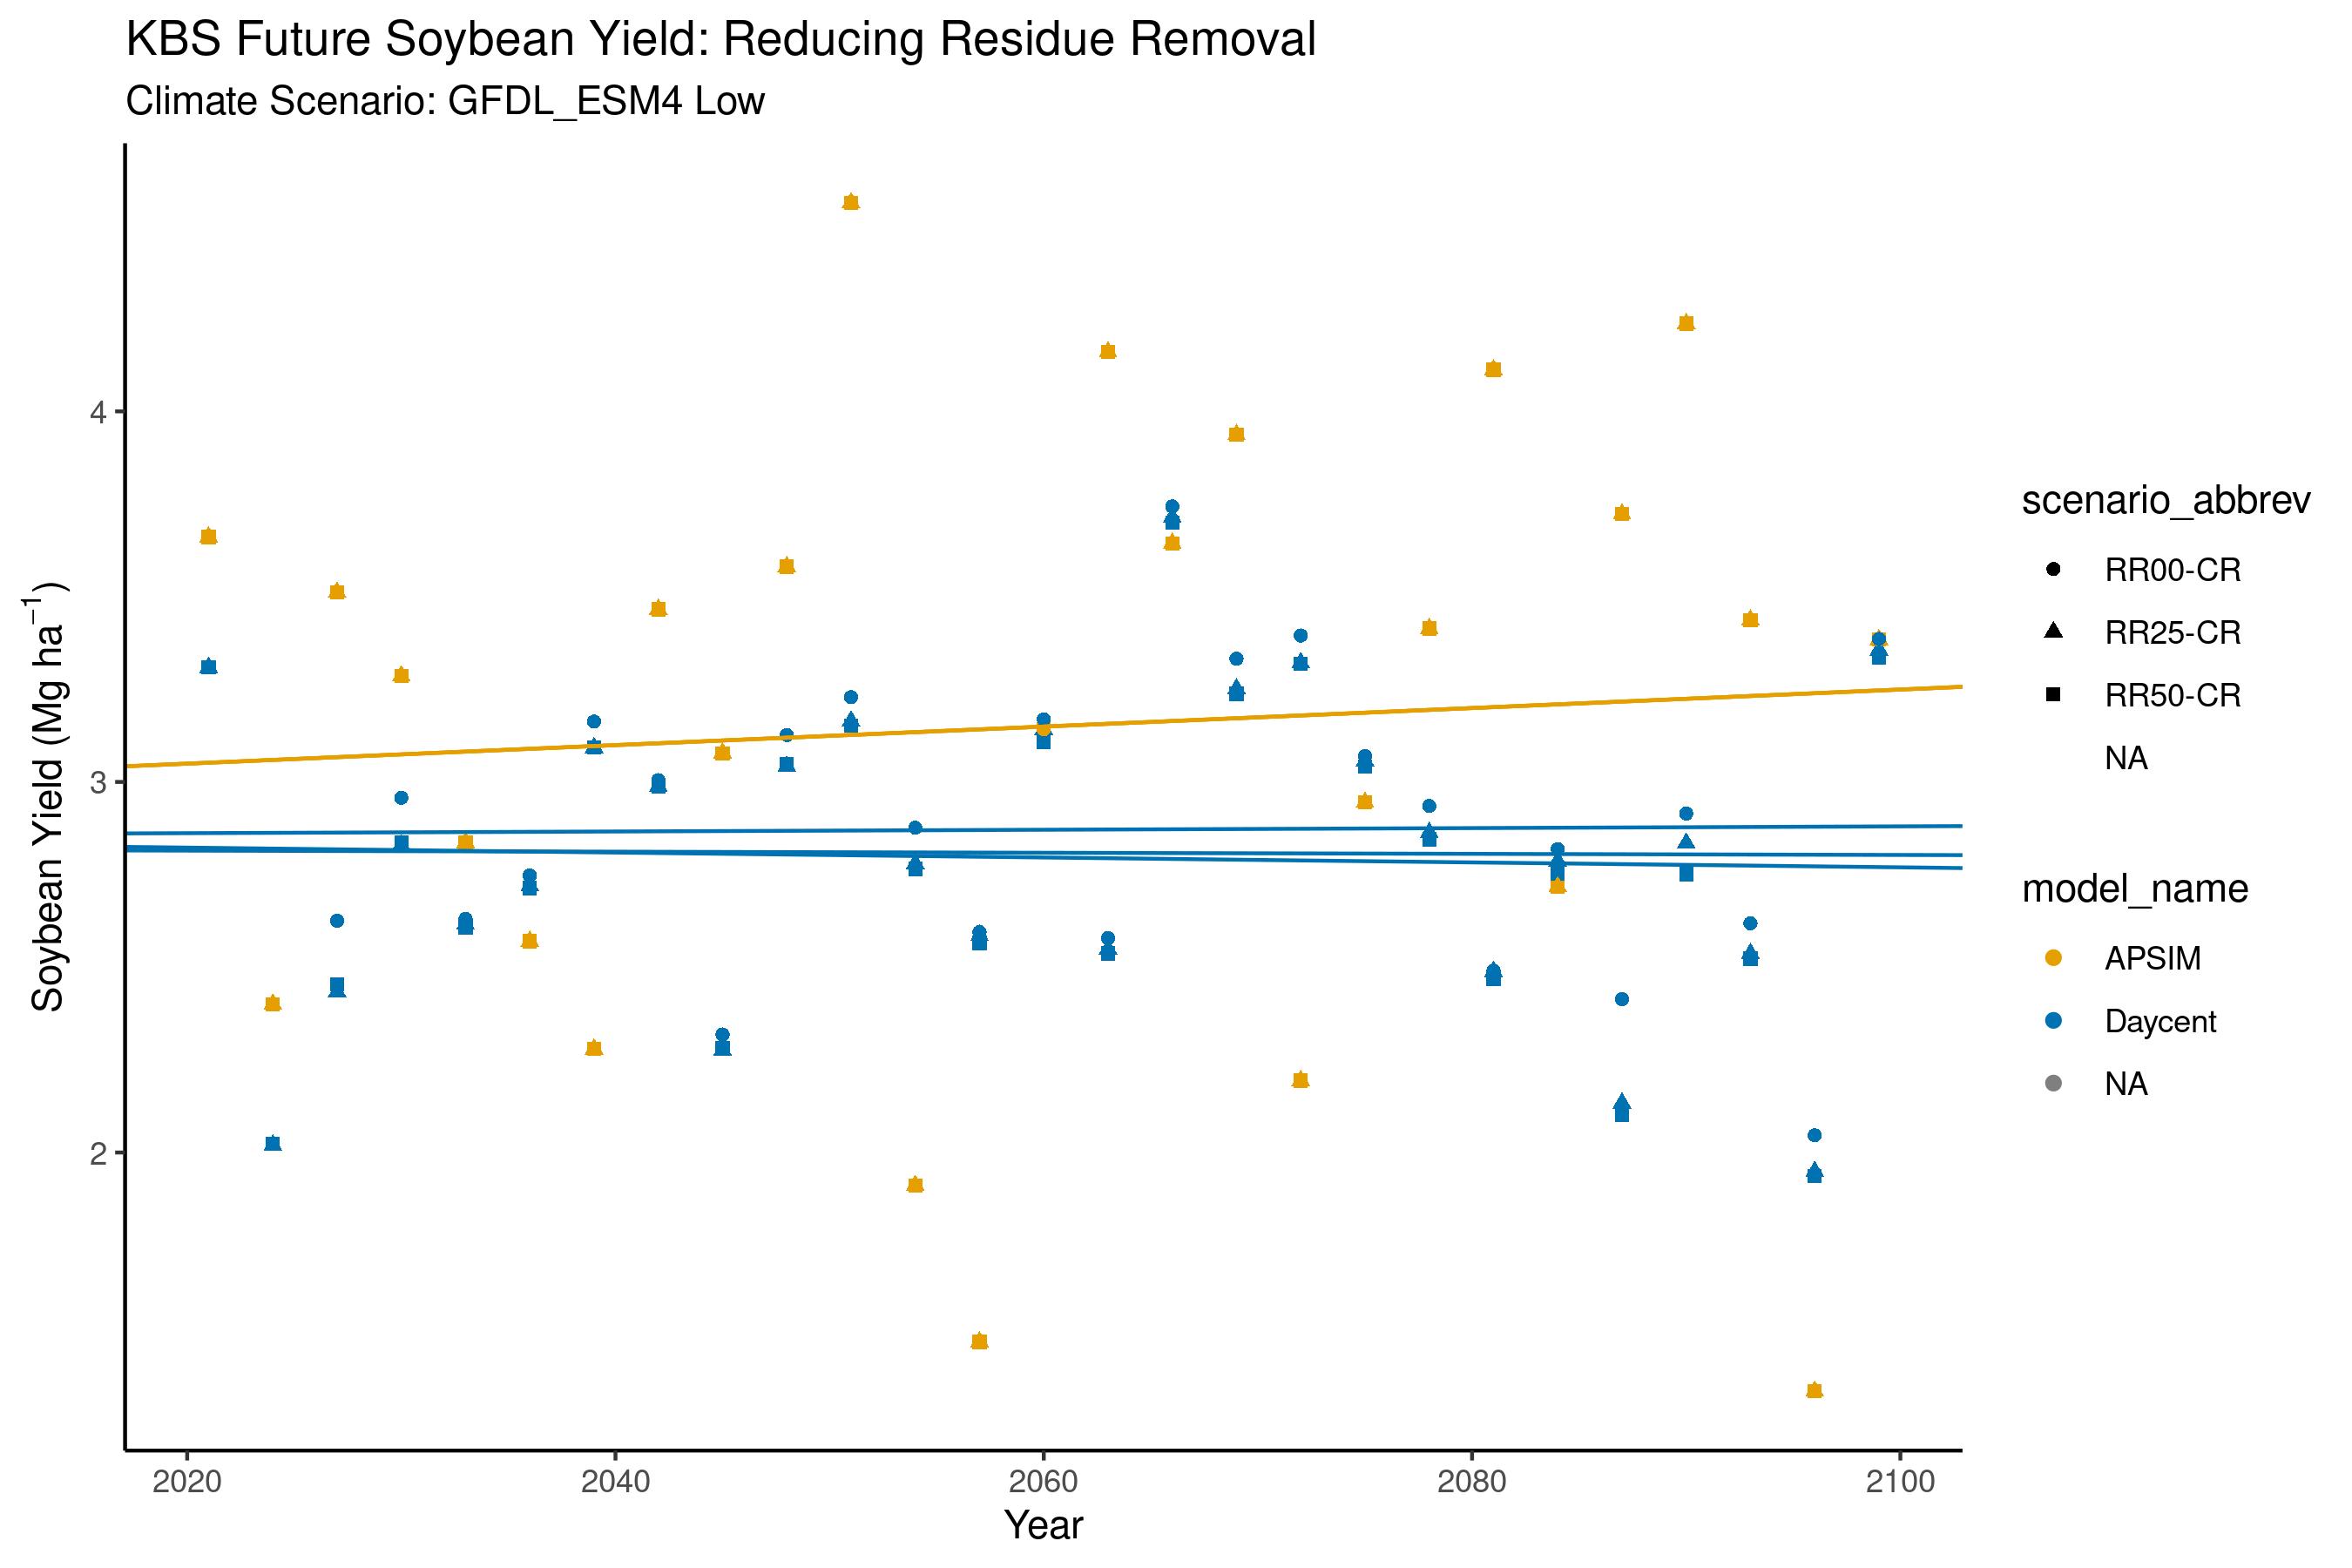 KBS Future Soybean Yield: Reducing Residue Removal
Climate Scenario: GFDL_ESM4 Low
Soybean Yield (Mg ha⁻¹)
4
3
2
2020
2040
2060
2080
2100
Year
scenario_abbrev
RR00-CR
RR25-CR
RR50-CR
NA
model_name
APSIM
Daycent
NA